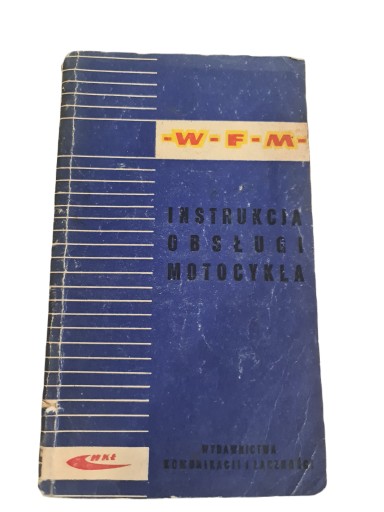 -W-F-M-
INSTRUKCJA
OBSŁUGI
MOTOCYKLA
WKŁ
WYDAWNICTWA
KOMUNIKACJI I ŁĄCZNOŚCI